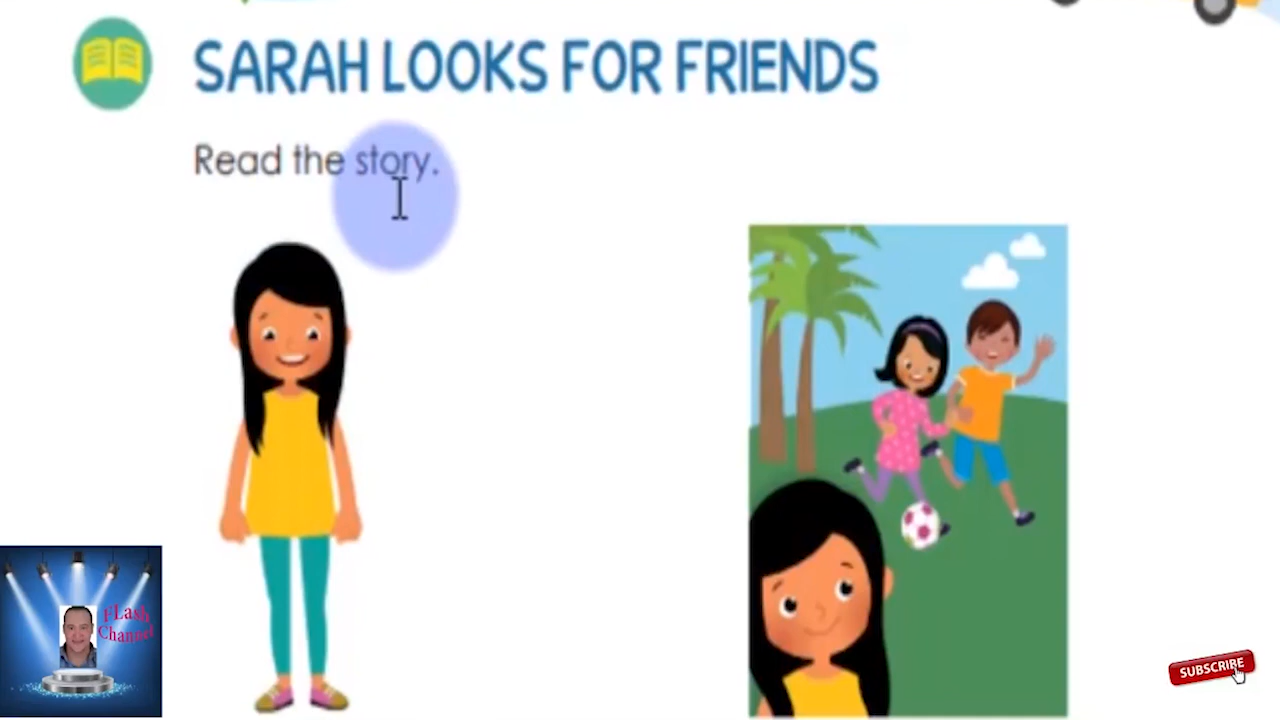 SARAH LOOKS FOR FRIENDS
Read the story.
FLash
Channel
SUBSCRIBE